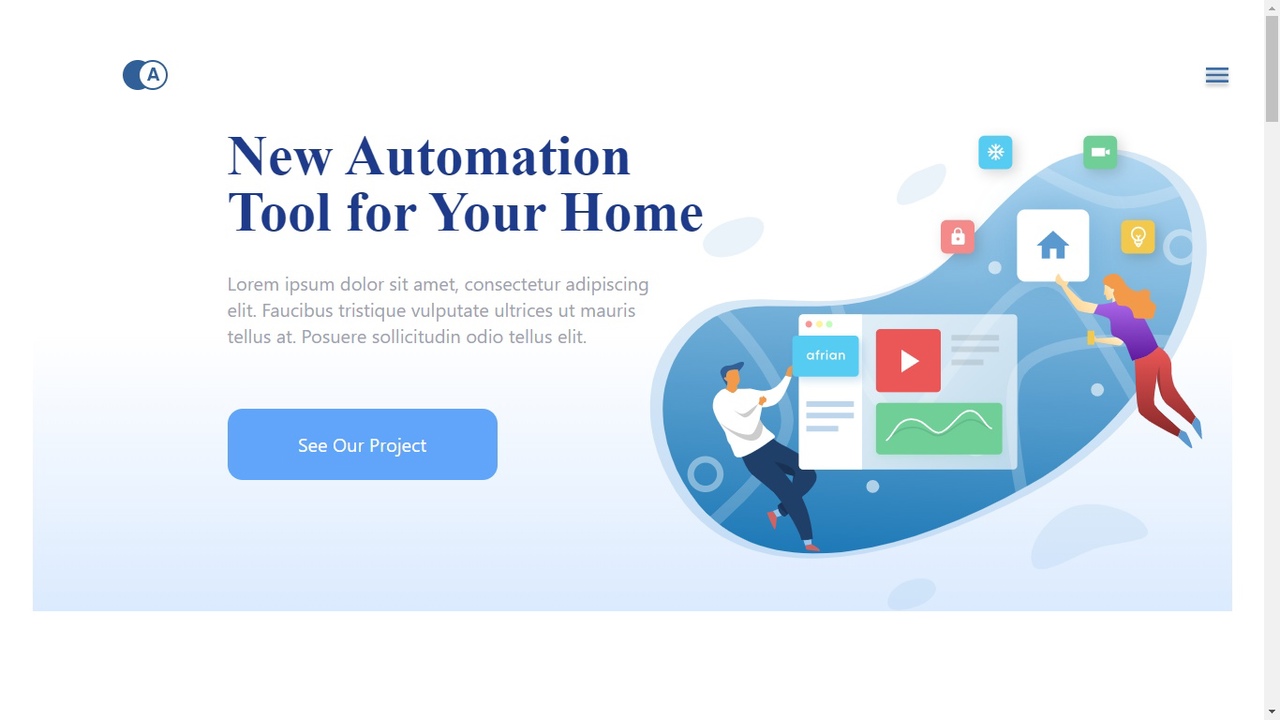 A
New Automation
Tool for Your Home
Lorem ipsum dolor sit amet, consectetur adipiscing
elit. Faucibus tristique vulputate ultrices ut mauris
tellus at. Posuere sollicitudin odio tellus elit.
afrian
See Our Project